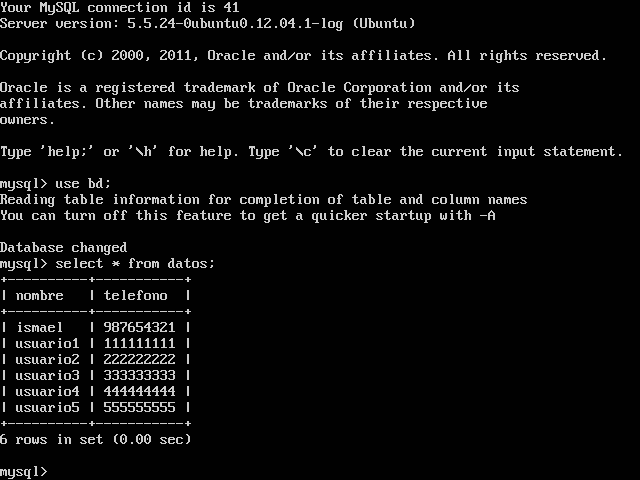 Your MySQL connection id is 41
Server version: 5.5.24-0ubuntu0.12.04.1-log (Ubuntu)
Copyright (c) 2000, 2011, Oracle and/or its affiliates. All rights reserved.
Oracle is a registered trademark of Oracle Corporation and/or its
affiliates. Other names may be trademarks of their respective
owners.
Type 'help;' or '\h' for help. Type '\c' to clear the current input statement.
mysql> use bd;
Reading table information for completion of table and column names
You can turn off this feature to get a quicker startup with -A
Database changed
mysql> select * from datos;
+----------+-----------+
| nombre   | telefono  |
+----------+-----------+
| ismael   | 987654321 |
| usuario1 | 111111111 |
| usuario2 | 222222222 |
| usuario3 | 333333333 |
| usuario4 | 444444444 |
| usuario5 | 555555555 |
+----------+-----------+
6 rows in set (0.00 sec)
mysql>